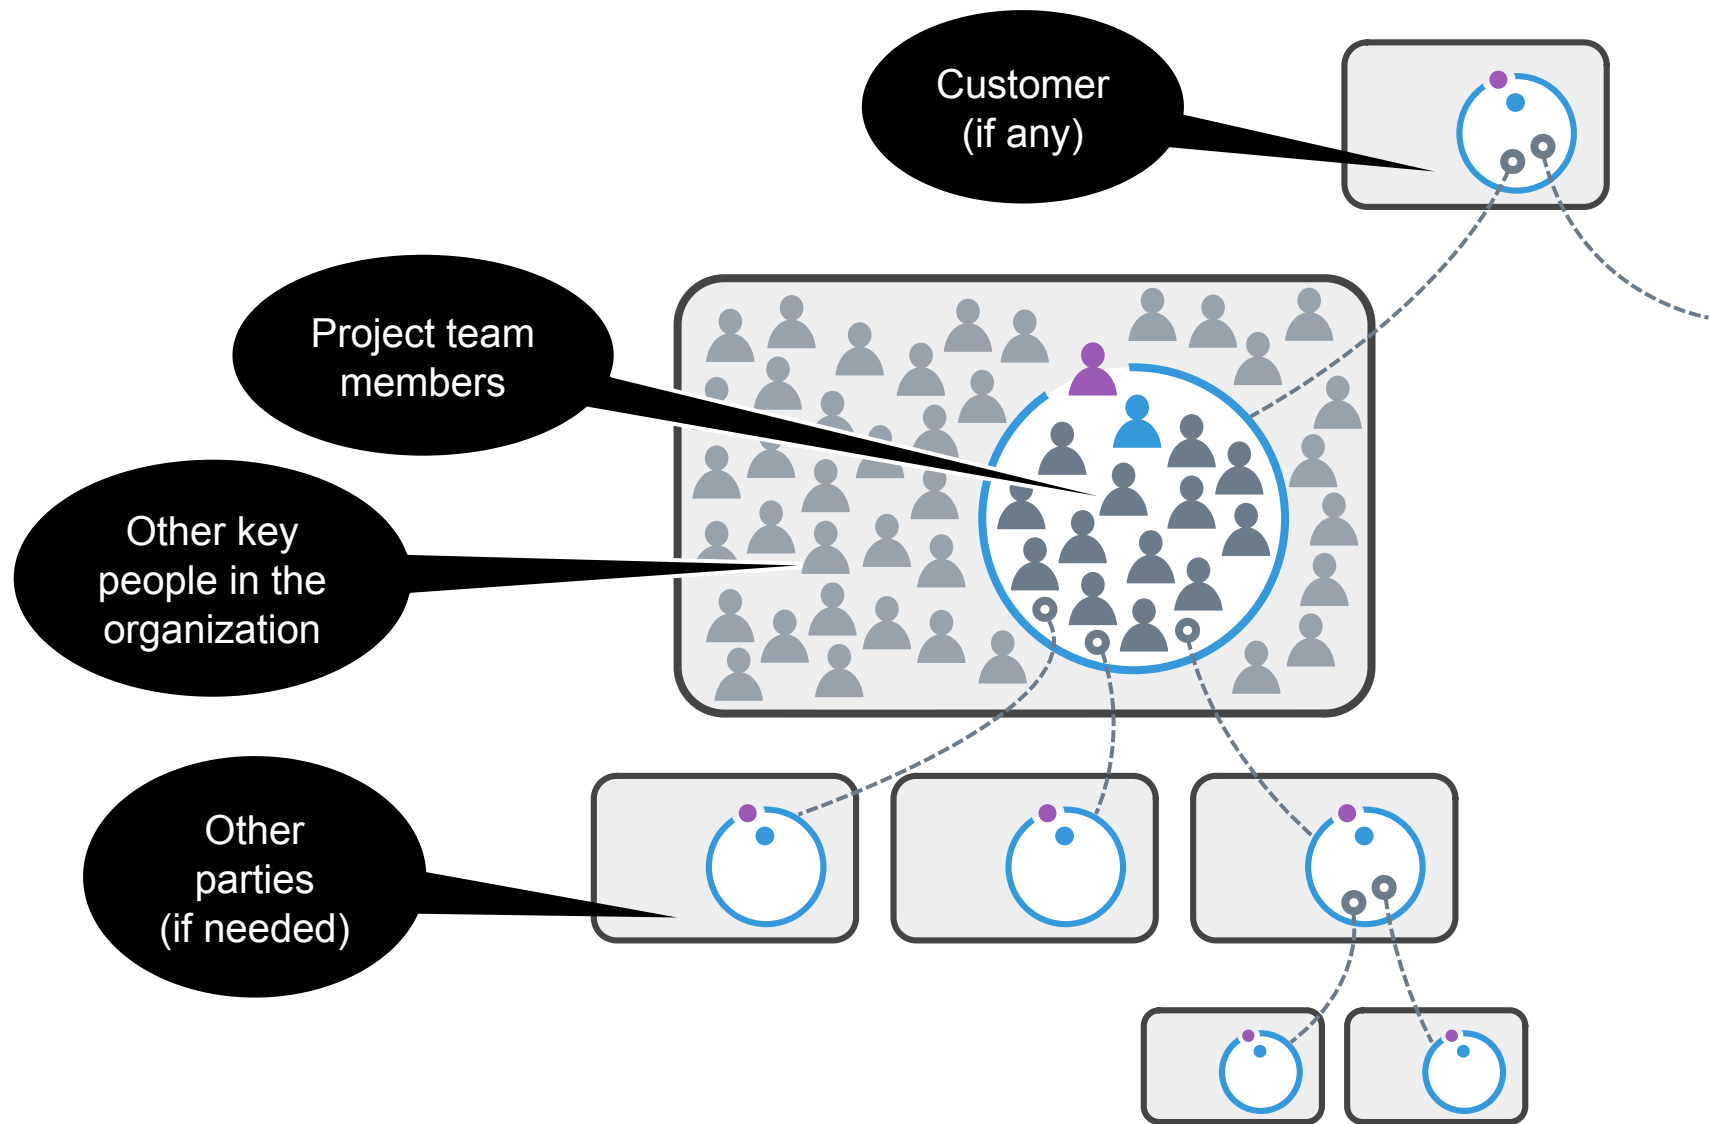 Customer
(if any)
Project team
members
Other key
people in the
organization
Other
parties
(if needed)